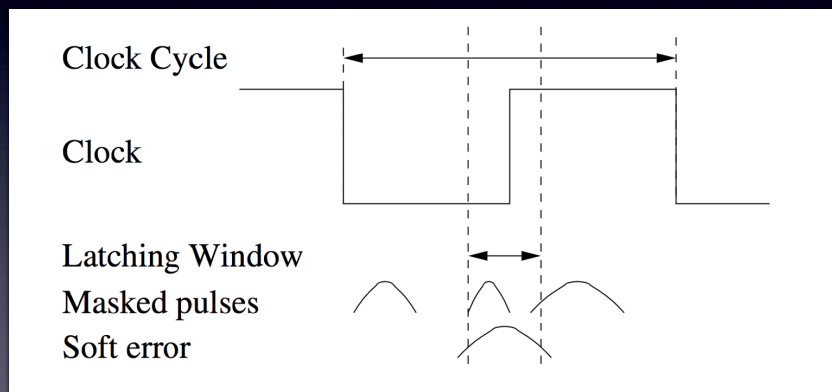 Clock Cycle
Clock
Latching Window
Masked pulses
Soft error